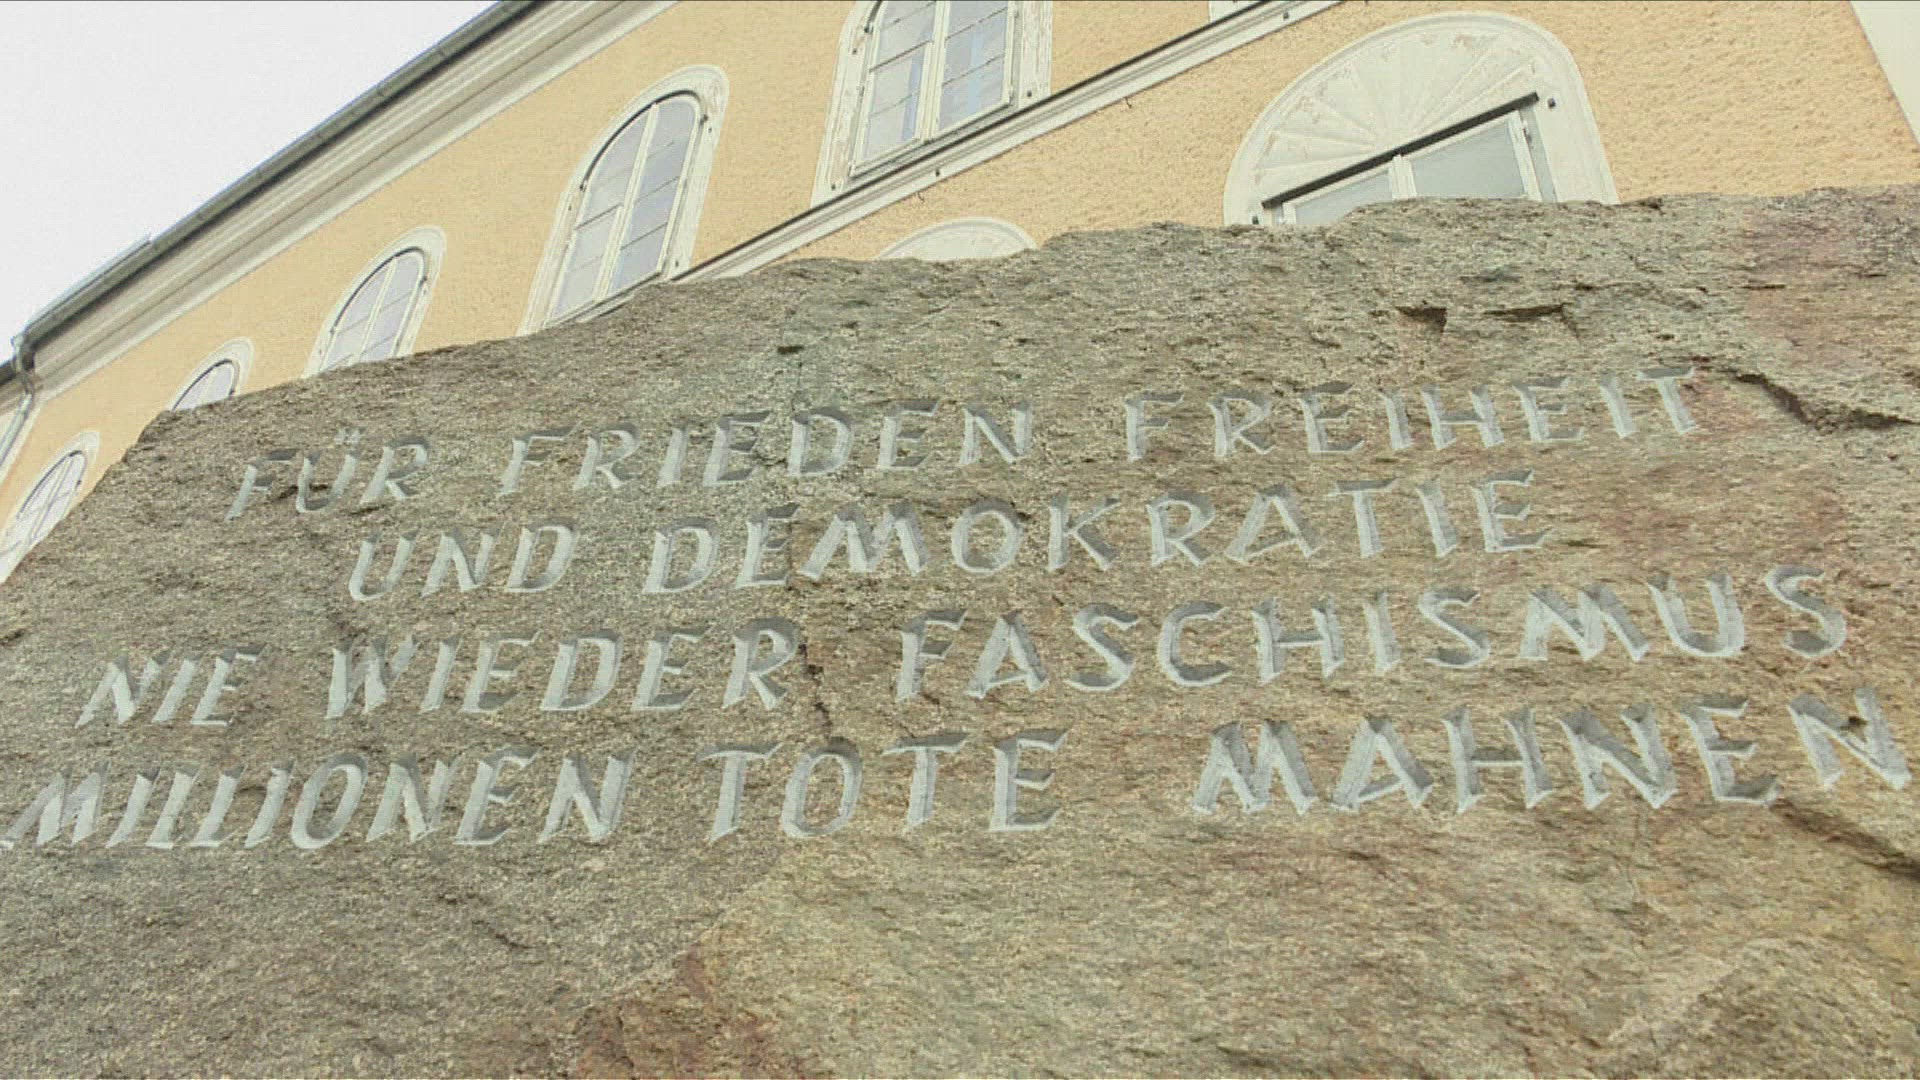 FÜR FRIEDEN FREIHEIT
UND DEMOKRATIE
NIE WIEDER FASCHISMUS
MILLIONEN TOTE MAHNEN